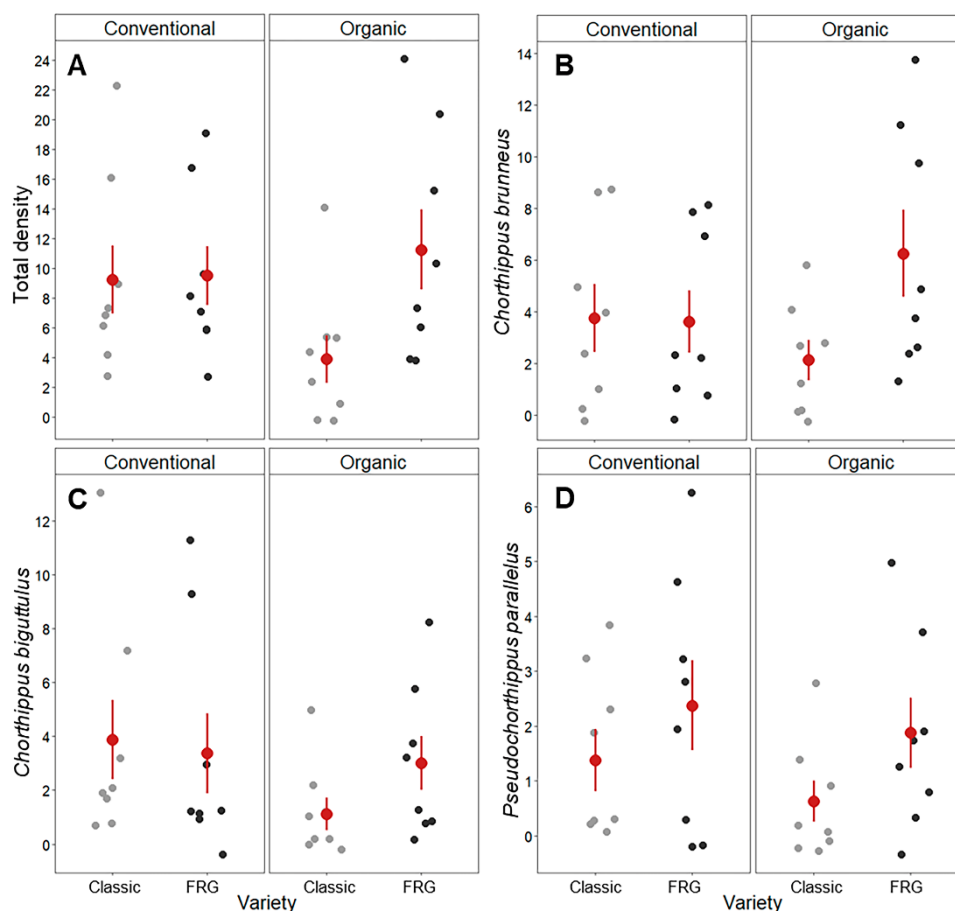 Conventional
Organic
A
Total density
24
22
20
18
16
14
12
10
8
6
4
2
0
Conventional
Organic
B
Chorthippus brunneus
14
12
10
8
6
4
2
0
Conventional
Organic
C
Chorthippus biguttulus
12
10
8
6
4
2
0
Classic
FRG
Classic
FRG
Variety
Conventional
Organic
D
Pseudochorthippus parallelus
6
5
4
3
2
1
0
Classic
FRG
Classic
FRG
Variety